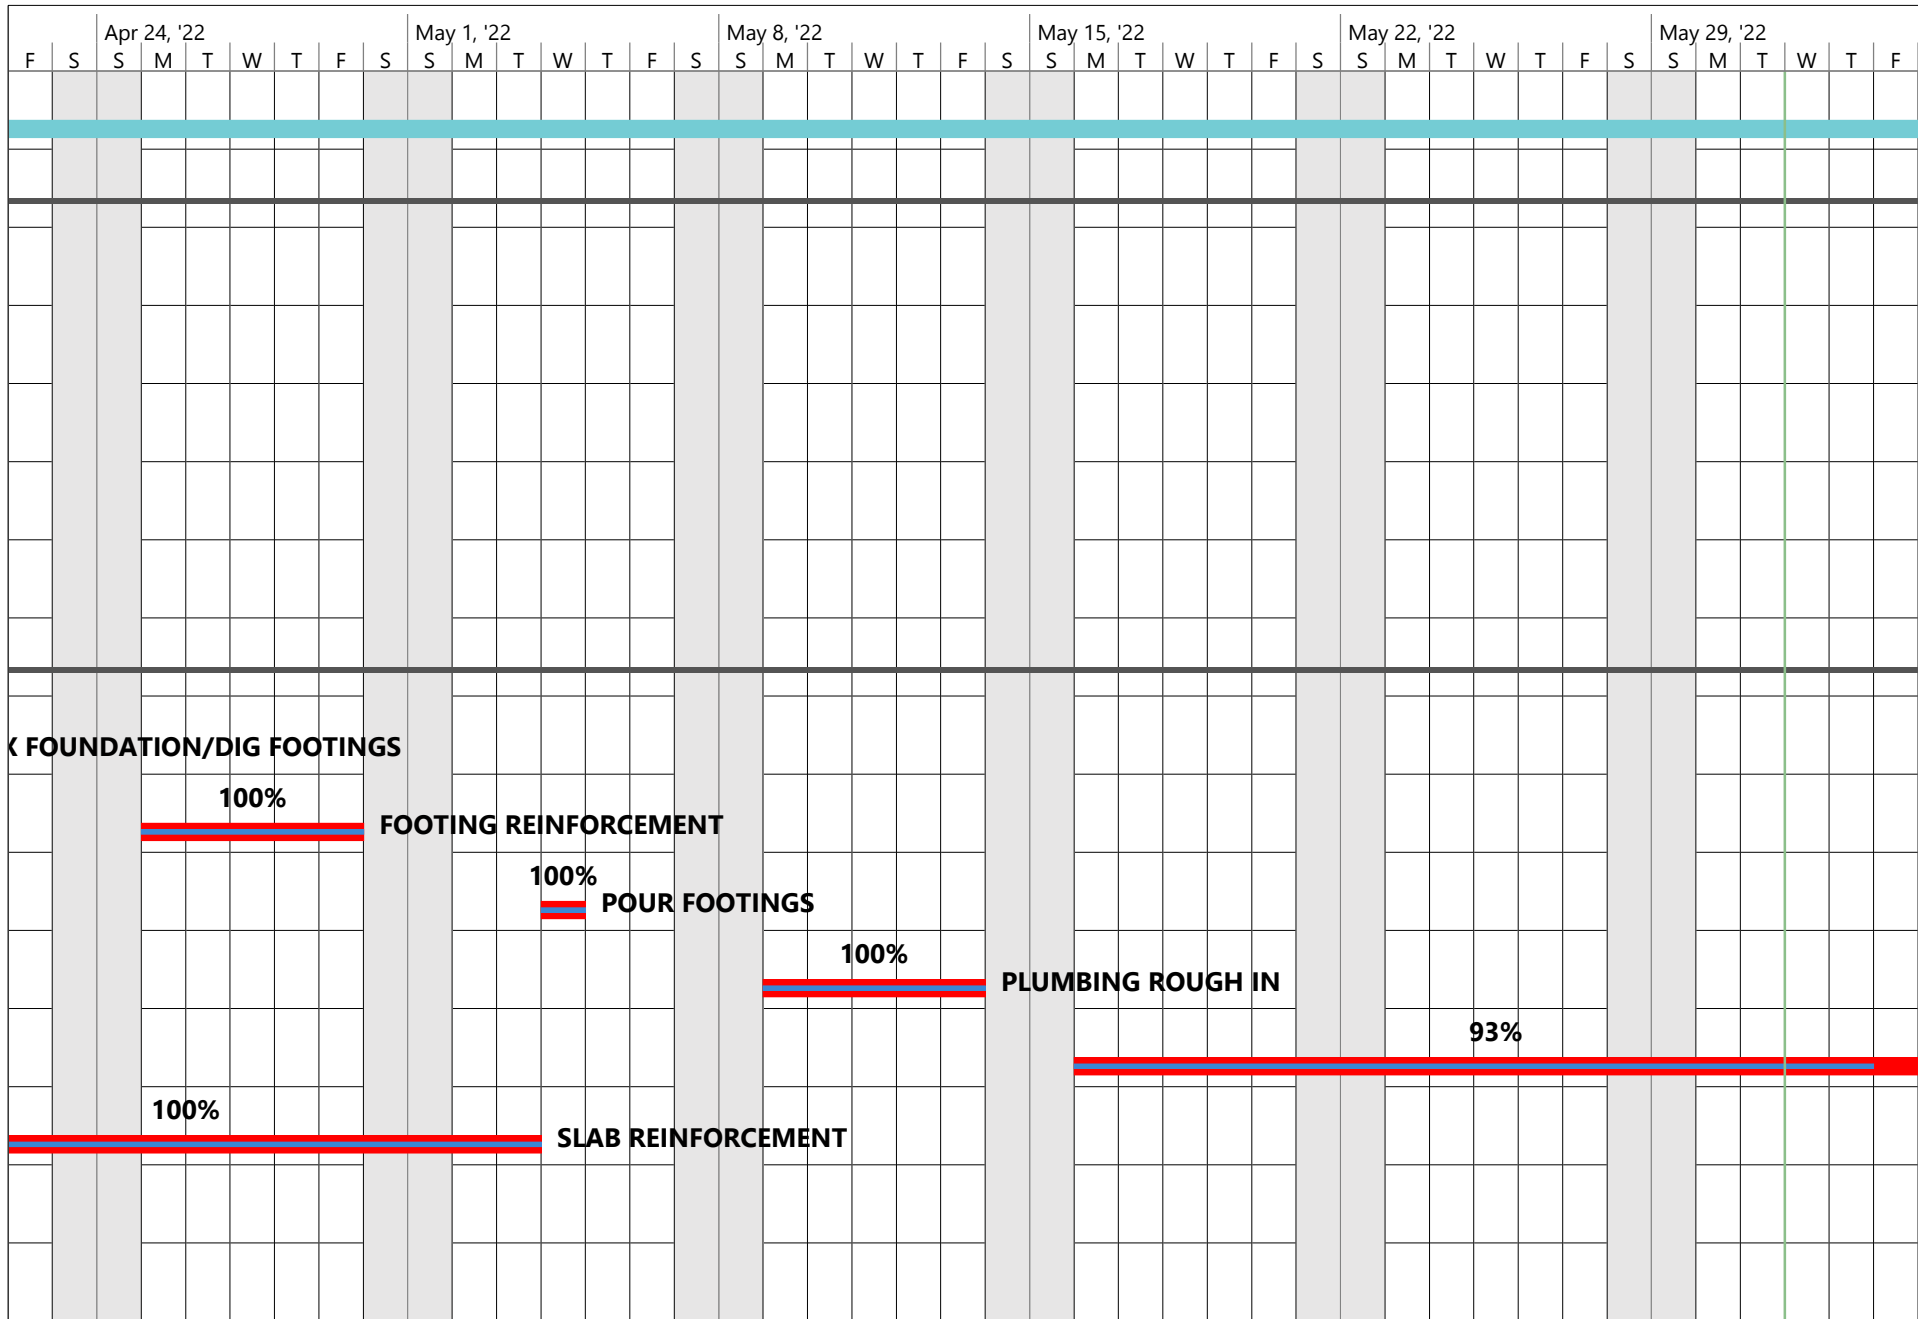 Apr 24, '22 May 1, '22 May 8, '22 May 15, '22 May 22, '22 May 29, '22
F S S M T W T F S S M T W T F S S M T W T F S S M T W T F S S M T W T F S S M T W T F
FOUNDATION/DIG FOOTINGS
100%
FOOTING REINFORCEMENT
100%
POUR FOOTINGS
100%
PLUMBING ROUGH IN
93%
100%
SLAB REINFORCEMENT